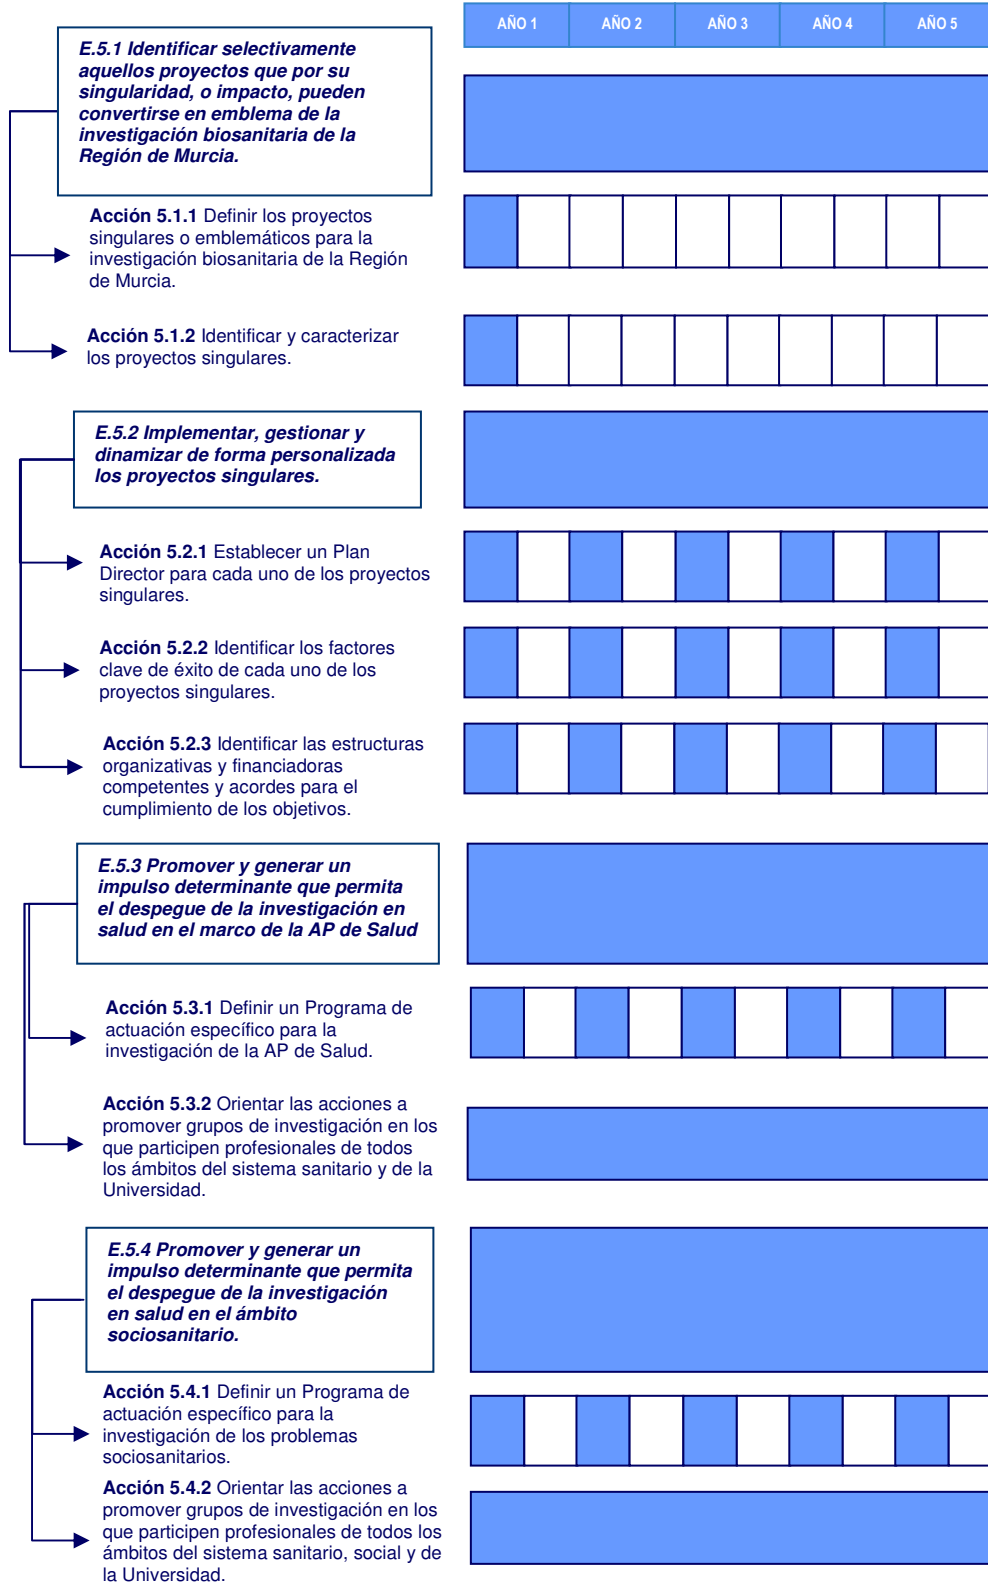 AÑO 1 AÑO 2 AÑO 3 AÑO 4 AÑO 5
E.5.1 Identificar selectivamente
aquellos proyectos que por su
singularidad, o impacto, pueden
convertirse en emblema de la
investigación biosanitaria de la
Región de Murcia.
Acción 5.1.1 Definir los proyectos
singulares o emblemáticos para la
investigación biosanitaria de la Región
de Murcia.
Acción 5.1.2 Identificar y caracterizar
los proyectos singulares.
E.5.2 Implementar, gestionar y
dinamizar de forma personalizada
los proyectos singulares.
Acción 5.2.1 Establecer un Plan
Director para cada uno de los proyectos
singulares.
Acción 5.2.2 Identificar los factores
clave de éxito de cada uno de los
proyectos singulares.
Acción 5.2.3 Identificar las estructuras
organizativas y financiadoras
competentes y acordes para el
cumplimiento de los objetivos.
E.5.3 Promover y generar un
impulso determinante que permita
el despegue de la investigación en
salud en el marco de la AP de Salud
Acción 5.3.1 Definir un Programa de
actuación específico para la
investigación de la AP de Salud.
Acción 5.3.2 Orientar las acciones a
promover grupos de investigación en los
que participen profesionales de todos
los ámbitos del sistema sanitario y de la
Universidad.
E.5.4 Promover y generar un
impulso determinante que permita
el despegue de la investigación
en salud en el ámbito
sociosanitario.
Acción 5.4.1 Definir un Programa de
actuación específico para la
investigación de los problemas
sociosanitarios.
Acción 5.4.2 Orientar las acciones a
promover grupos de investigación en los
que participen profesionales de todos los
ámbitos del sistema sanitario, social y de
la Universidad.